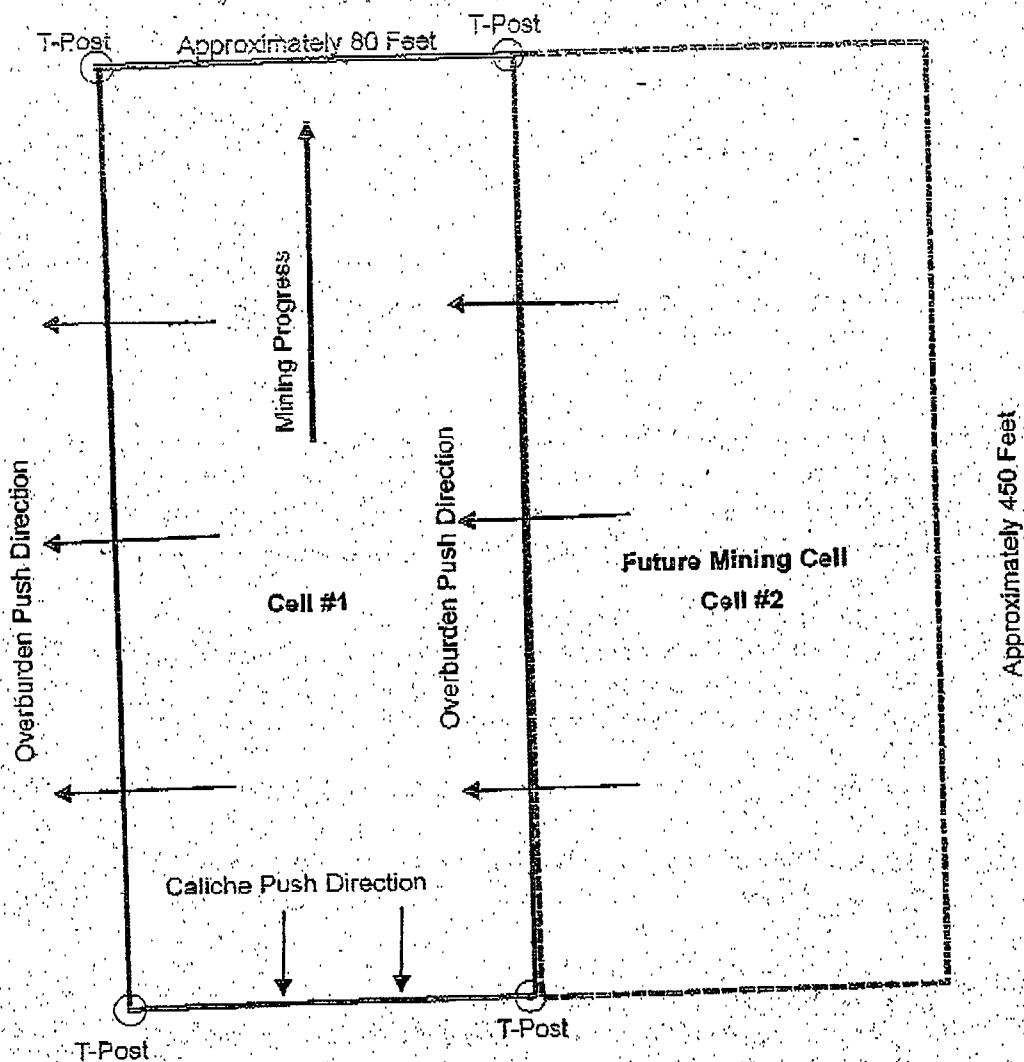 T-Post
Approximately 80 Feet
T-Post
Mining Progress
Overburden Push Direction
Overburden Push Direction
Approximately 450 Feet
Future Mining Cell
Cell #2
Cell #1
Caliche Push Direction
T-Post
T-Post